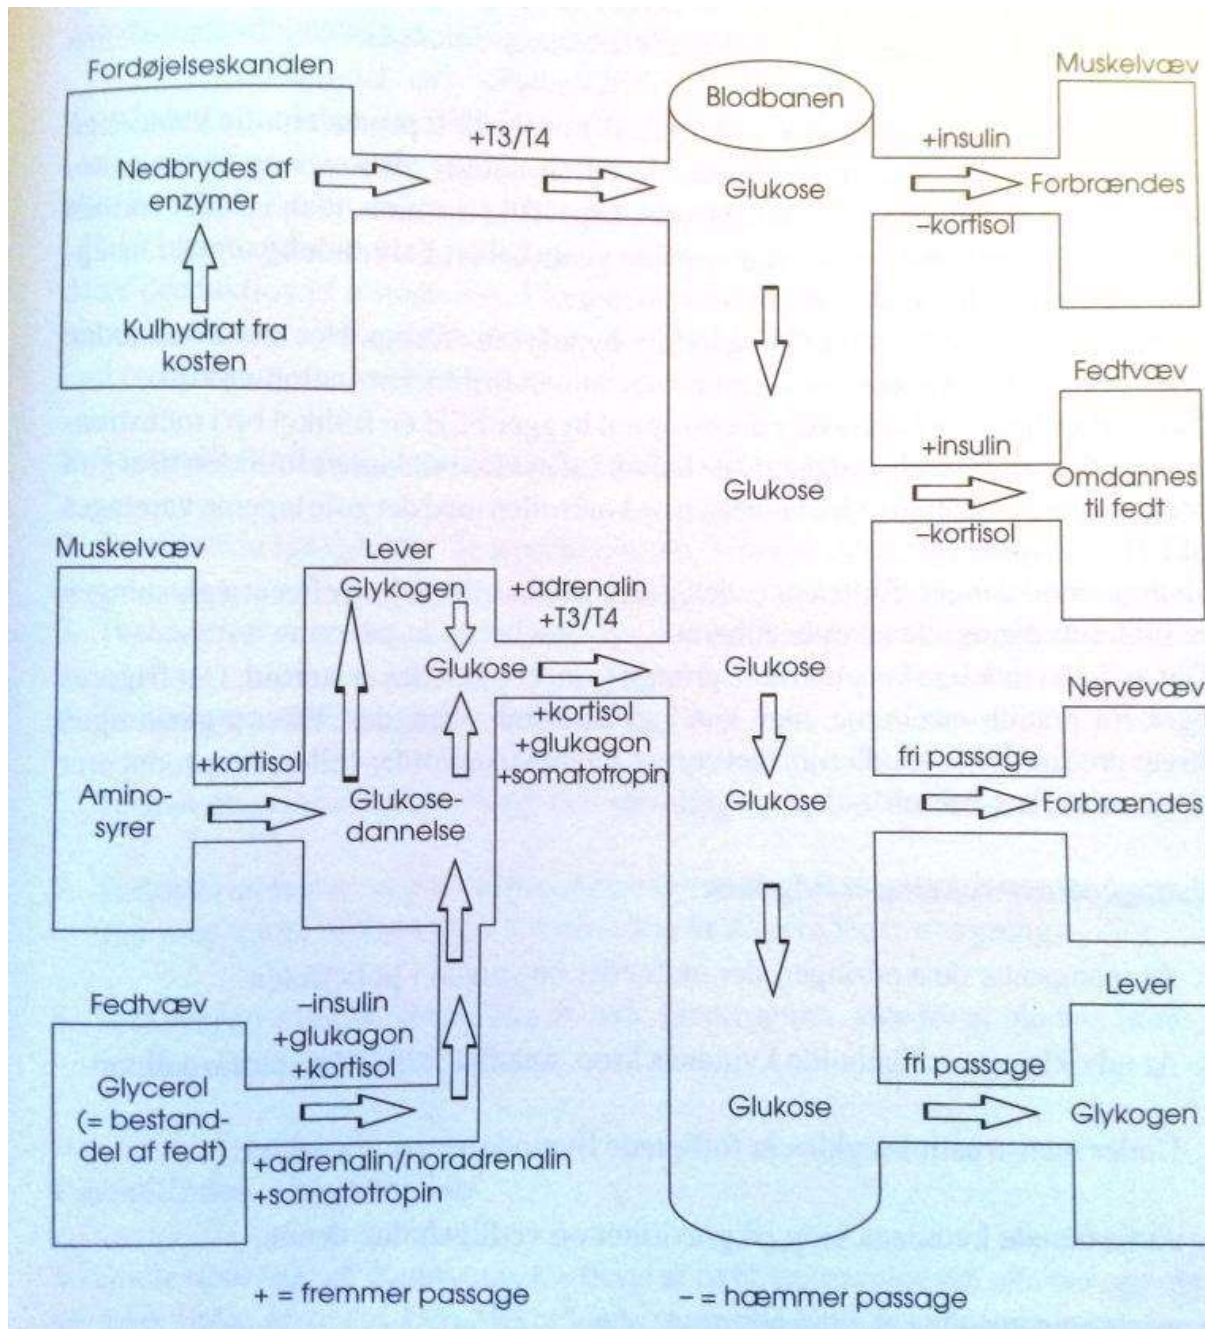 Fordøjelseskanalen
Nedbrydes af
enzymer
Kulhydrat fra
kosten
+T3/T4
Blodbanen
Glukose
+insulin
–kortisol
Muskelvæv
Forbrændes
Fedtvæv
Glukose
+insulin
–kortisol
Omdannes
til fedt
Muskelvæv
Amino-
syrer
+kortisol
Lever
Glykogen
Glukose
Glukose-
dannelse
+adrenalin
+T3/T4
+kortisol
+glukagon
+somatotropin
Glukose
Nervevæv
Glukose
fri passage
Forbrændes
Fedtvæv
Glycerol
(= bestand-
del af fedt)
–insulin
+glukagon
+kortisol
+adrenalin/noradrenalin
+somatotropin
Lever
Glukose
fri passage
Glykogen
+ = fremmer passage
– = hæmmer passage